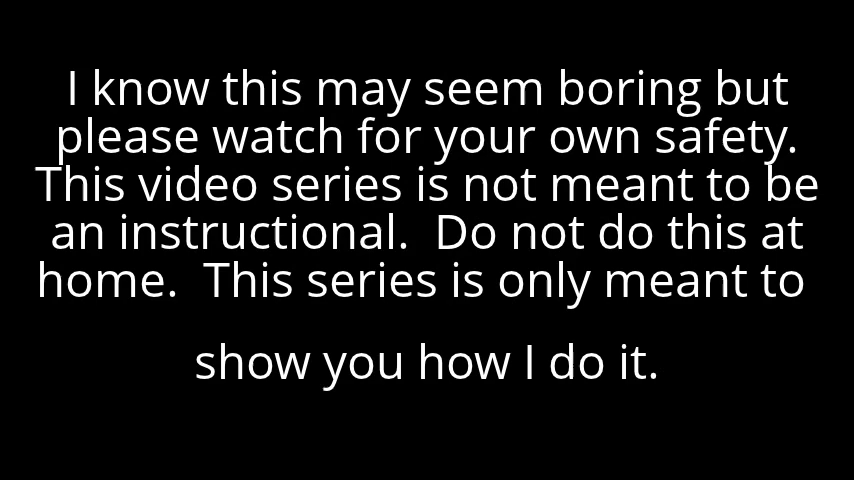 I know this may seem boring but
please watch for your own safety.
This video series is not meant to be
an instructional.  Do not do this at
home.  This series is only meant to
show you how I do it.